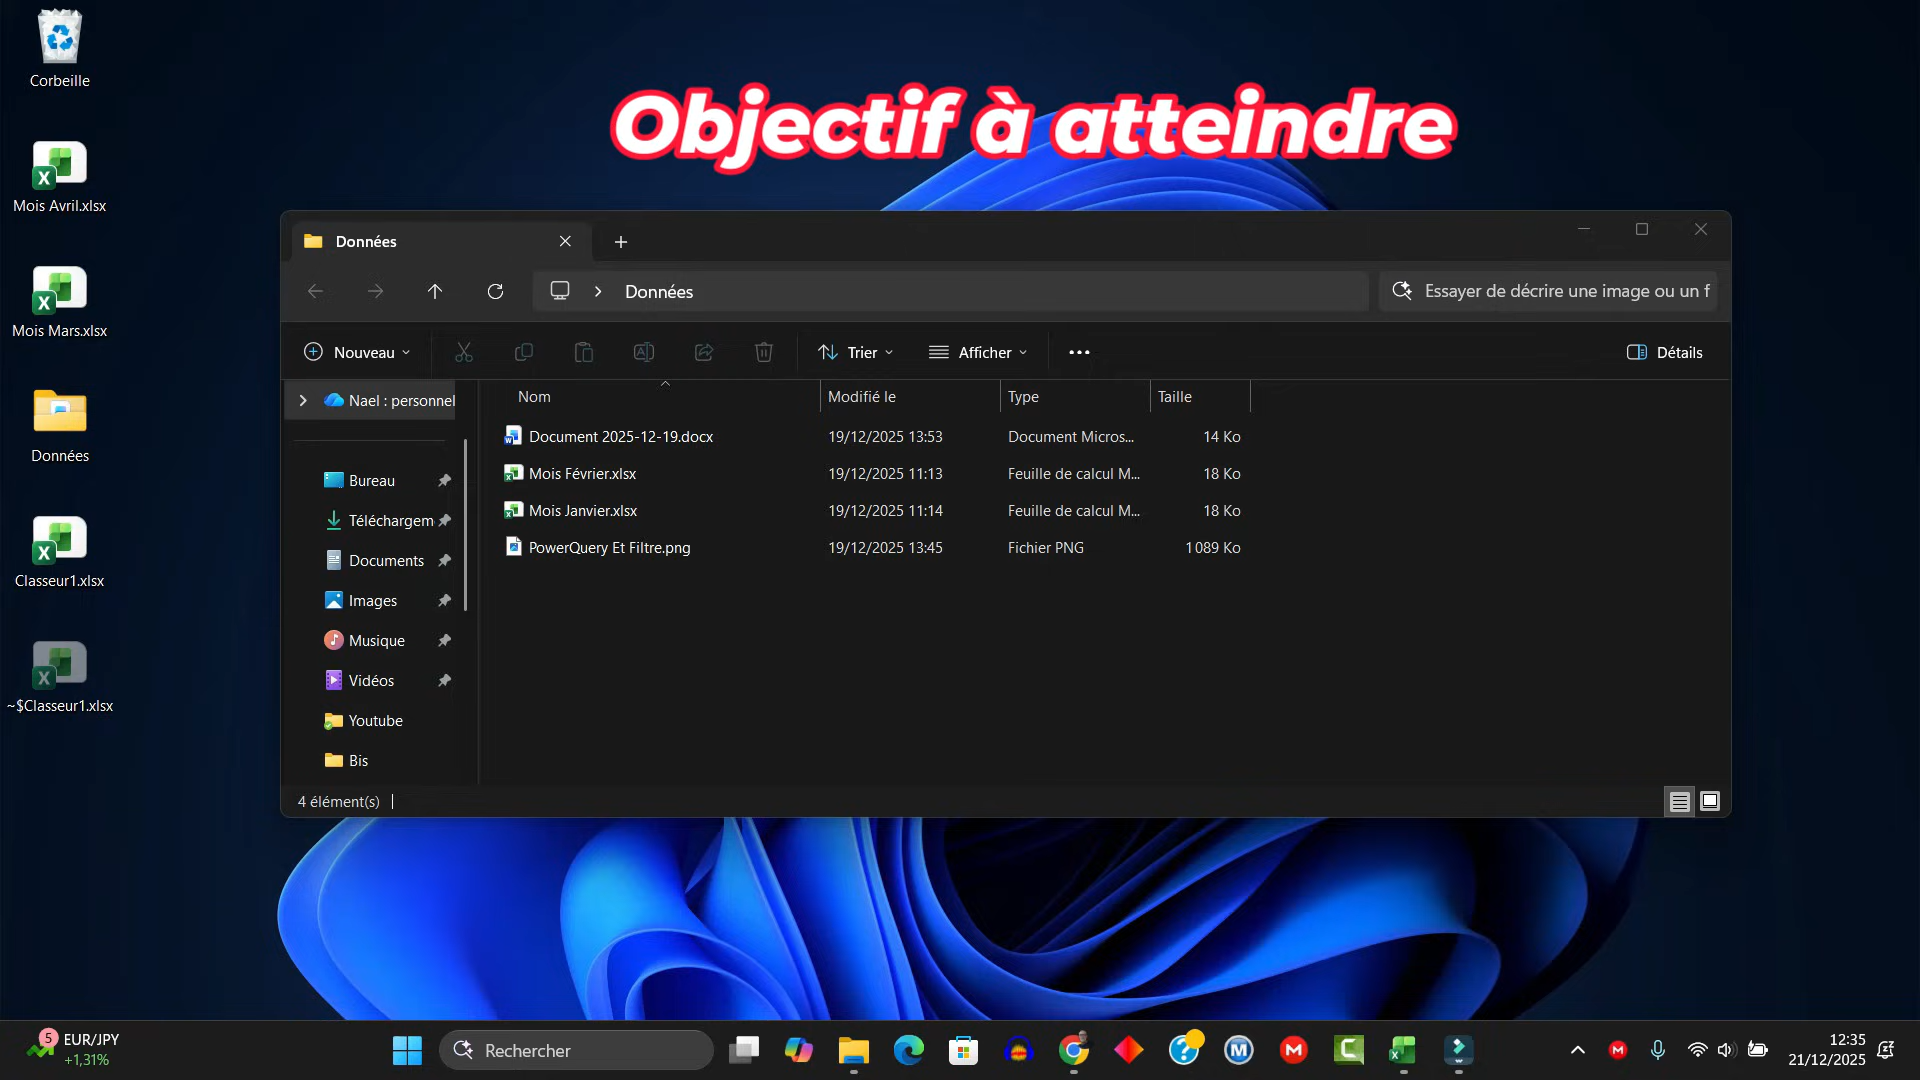 Objectif à atteindre
Corbeille
Mois Avril.xlsx
Mois Mars.xlsx
Données
Classeur1.xlsx
~$Classeur1.xlsx
Données
Données
Essayer de décrire une image ou un f
Nouveau
Trier
Afficher
Détails
Nael : personnel
Bureau
Téléchargem
Documents
Images
Musique
Vidéos
Youtube
Bis
Nom Modifié le Type Taille
Document 2025-12-19.docx 19/12/2025 13:53 Document Micros... 14 Ko
Mois Février.xlsx 19/12/2025 11:13 Feuille de calcul M... 18 Ko
Mois Janvier.xlsx 19/12/2025 11:14 Feuille de calcul M... 18 Ko
PowerQuery Et Filtre.png 19/12/2025 13:45 Fichier PNG 1 089 Ko
4 élément(s)
5
EUR/JPY
+1,31%
Rechercher
12:35
21/12/2025